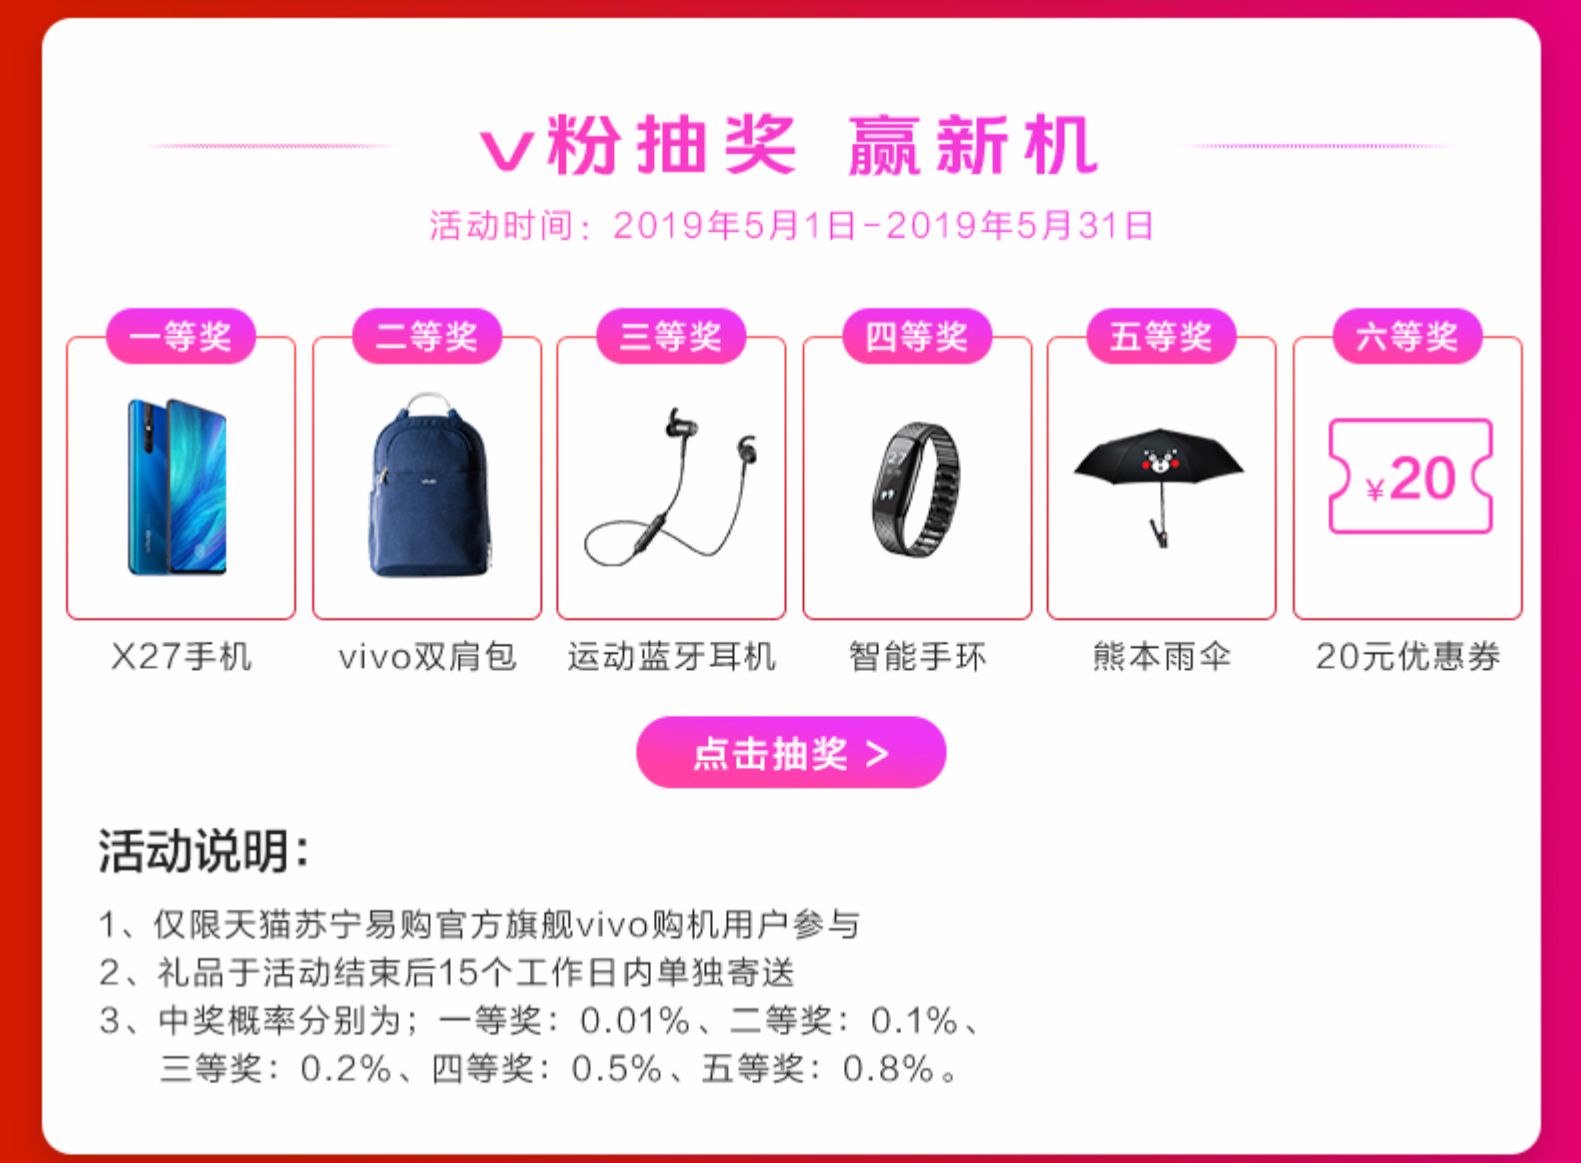 v粉抽奖 赢新机
活动时间：2019年5月1日-2019年5月31日
一等奖
二等奖
三等奖
四等奖
五等奖
六等奖
vivo
vivo
27
¥20
X27手机
vivo双肩包
运动蓝牙耳机
智能手环
熊本雨伞
20元优惠券
点击抽奖 >
活动说明：
1、仅限天猫苏宁易购官方旗舰vivo购机用户参与
2、礼品于活动结束后15个工作日内单独寄送
3、中奖概率分别为；一等奖：0.01%、二等奖：0.1%、
三等奖：0.2%、四等奖：0.5%、五等奖：0.8%。